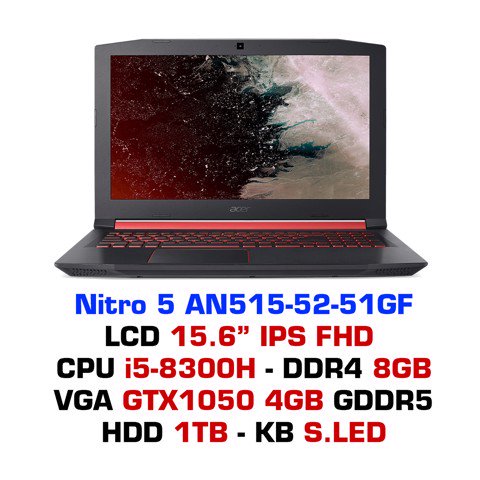 acer
Nitro 5 AN515-52-51GF
LCD 15.6” IPS FHD
CPU i5-8300H - DDR4 8GB
VGA GTX1050 4GB GDDR5
HDD 1TB - KB S.LED